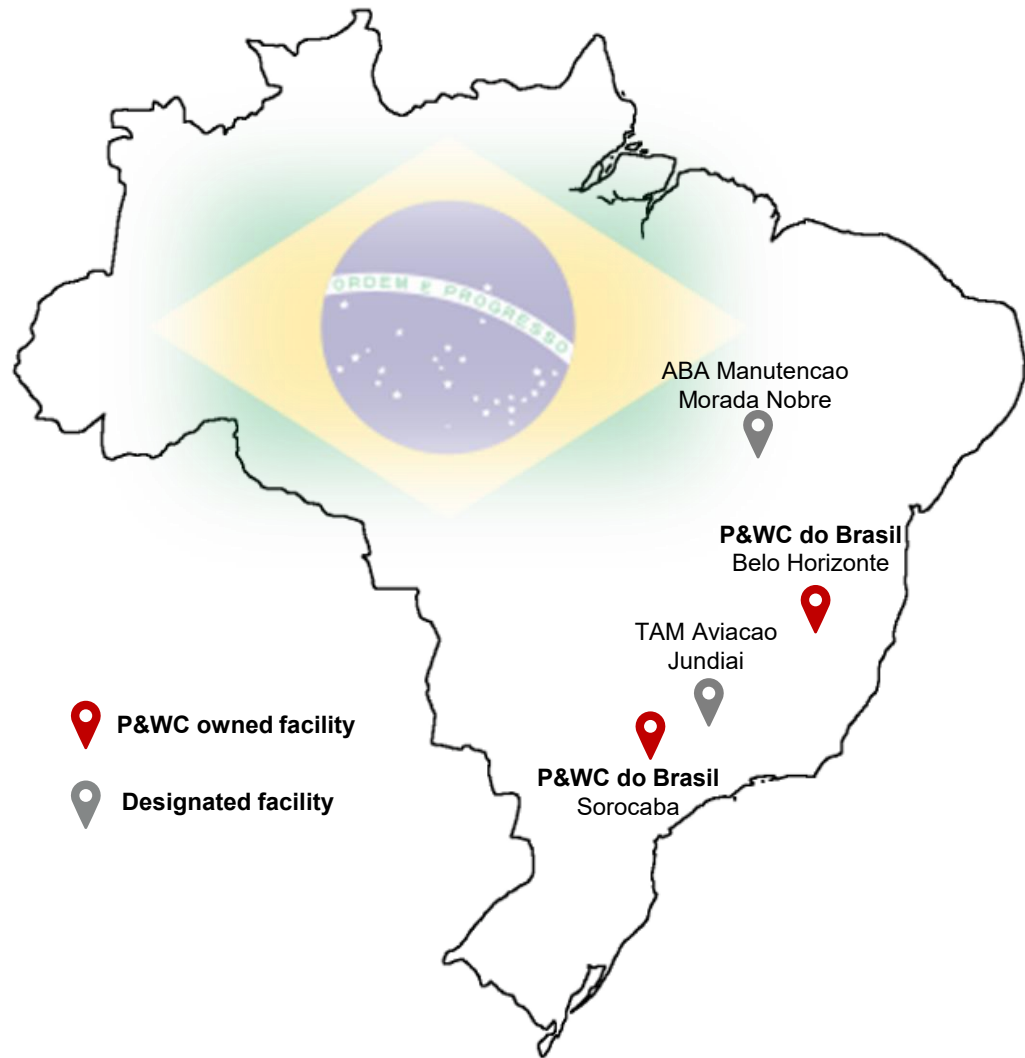 ORDEM E PROGRESSO
ABA Manutencao
Morada Nobre
P&WC do Brasil
Belo Horizonte
TAM Aviacao
Jundiai
P&WC owned facility
P&WC do Brasil
Sorocaba
Designated facility